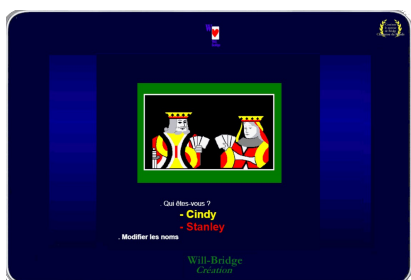 . Qui êtes-vous ?
- Cindy
- Stanley
. Modifier les noms
Will-Bridge
Création